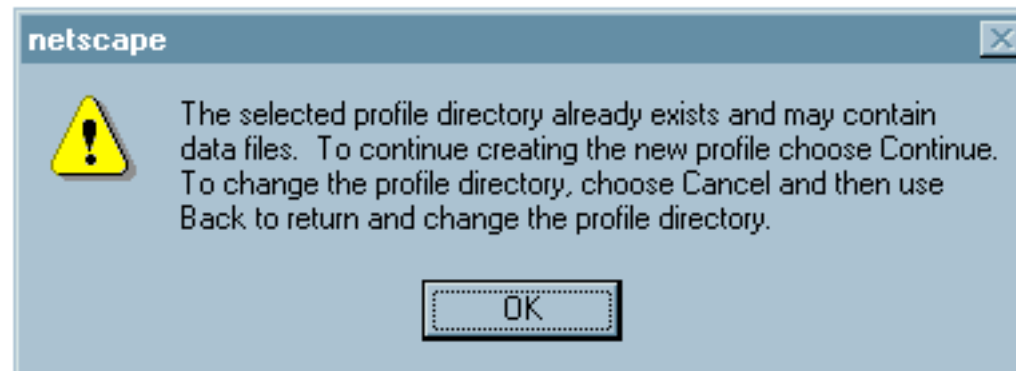 netscape
The selected profile directory already exists and may contain
data files.  To continue creating the new profile choose Continue.
To change the profile directory, choose Cancel and then use
Back to return and change the profile directory.
OK